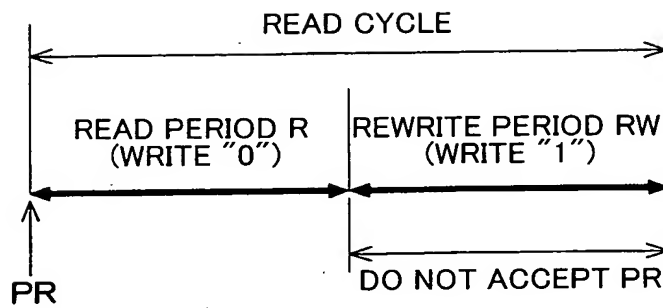 READ CYCLE
READ PERIOD R
(WRITE "0")
REWRITE PERIOD RW
(WRITE "1")
PR
DO NOT ACCEPT PR